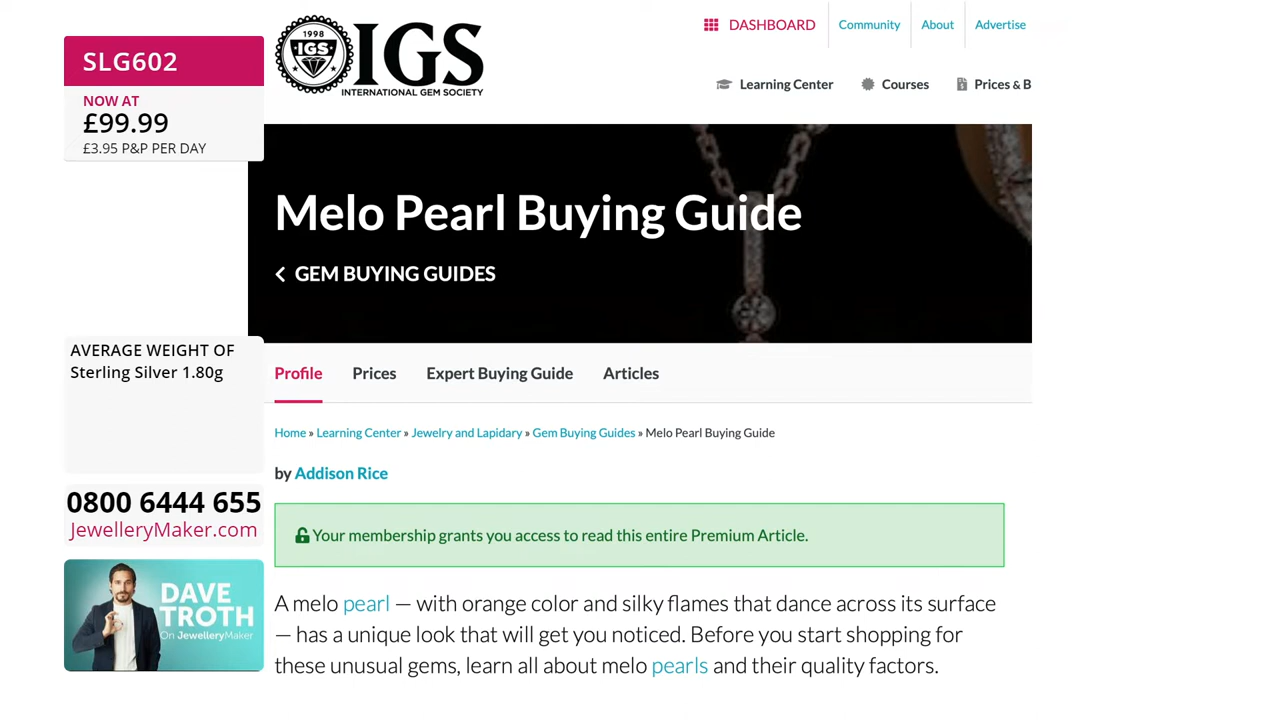 SLG602
NOW AT
£99.99
£3.95 P&P PER DAY
AVERAGE WEIGHT OF
Sterling Silver 1.80g
0800 6444 655
JewelleryMaker.com
DAVE
TROTH
On JewelleryMaker
1998
IGS
IGS
INTERNATIONAL GEM SOCIETY
DASHBOARD Community About Advertise
Learning Center Courses Prices & B
Melo Pearl Buying Guide
GEM BUYING GUIDES
Profile Prices Expert Buying Guide Articles
Home » Learning Center » Jewelry and Lapidary » Gem Buying Guides » Melo Pearl Buying Guide
by Addison Rice
Your membership grants you access to read this entire Premium Article.
A melo pearl — with orange color and silky flames that dance across its surface
— has a unique look that will get you noticed. Before you start shopping for
these unusual gems, learn all about melo pearls and their quality factors.